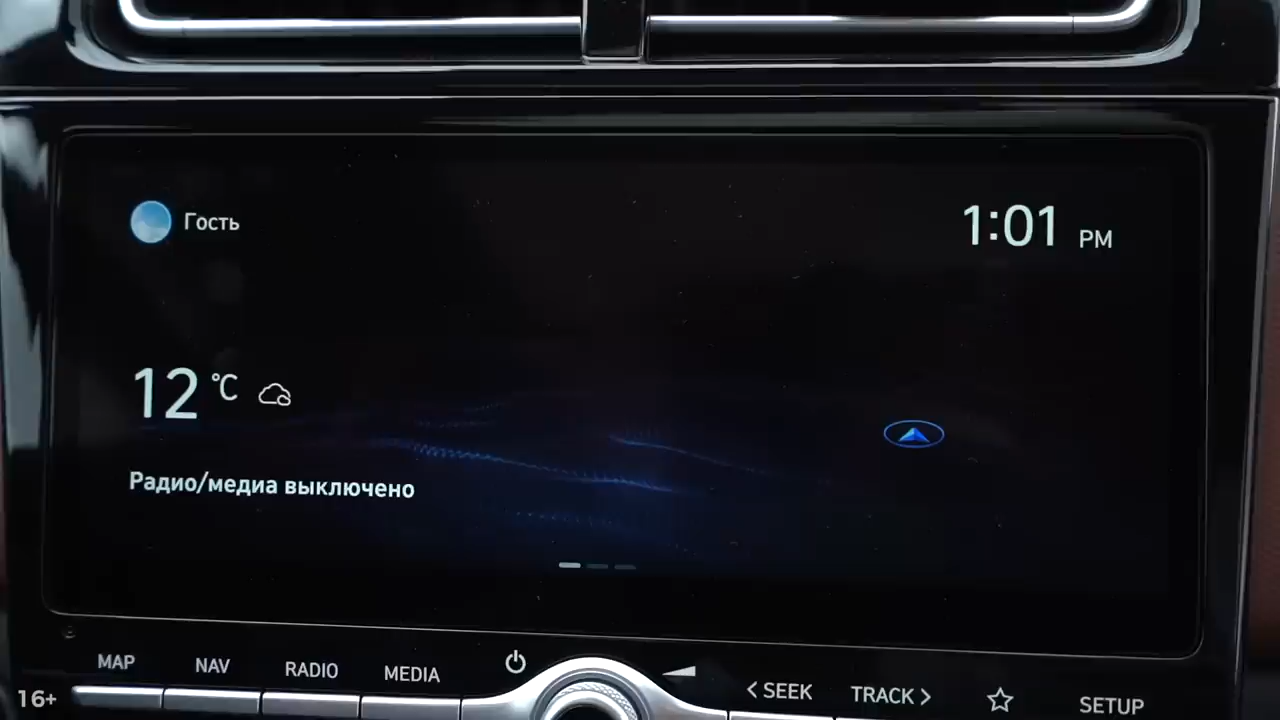 Гость
1:01 PM
12 °C
Радио/медиа выключено
MAP NAV RADIO MEDIA < SEEK TRACK > SETUP
16+